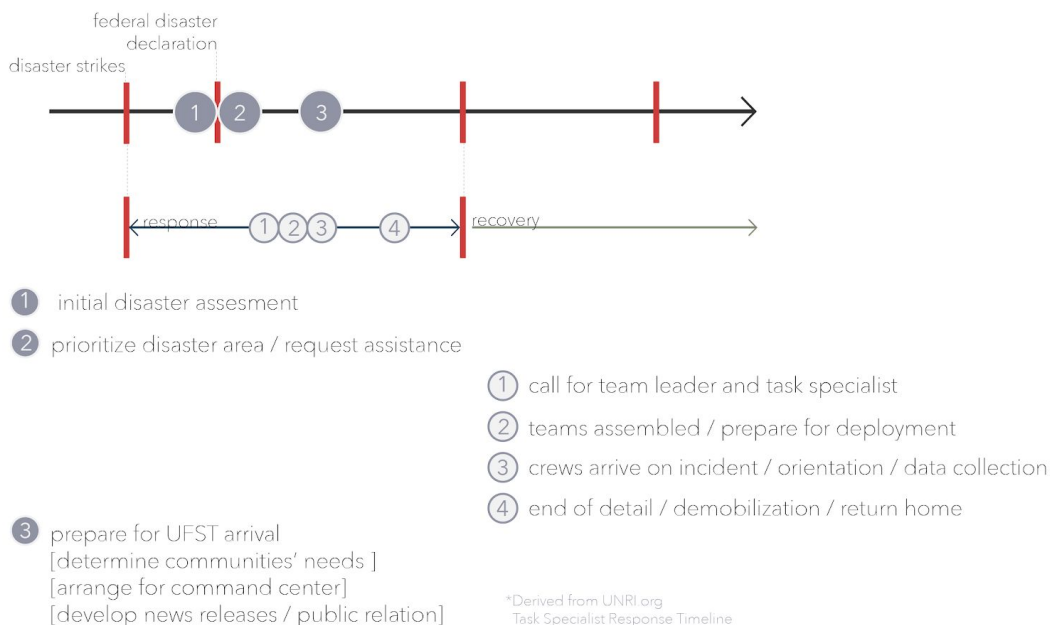 federal disaster
declaration
disaster strikes
1 2 3
response 1 2 3 4 recovery
1 initial disaster assesment
2 prioritize disaster area / request assistance
1 call for team leader and task specialist
2 teams assembled / prepare for deployment
3 crews arrive on incident / orientation / data collection
4 end of detail / demobilization / return home
3 prepare for UFST arrival
[determine communities' needs ]
[arrange for command center]
[develop news releases / public relation]
*Derived from UNRI.org
Task Specialist Response Timeline